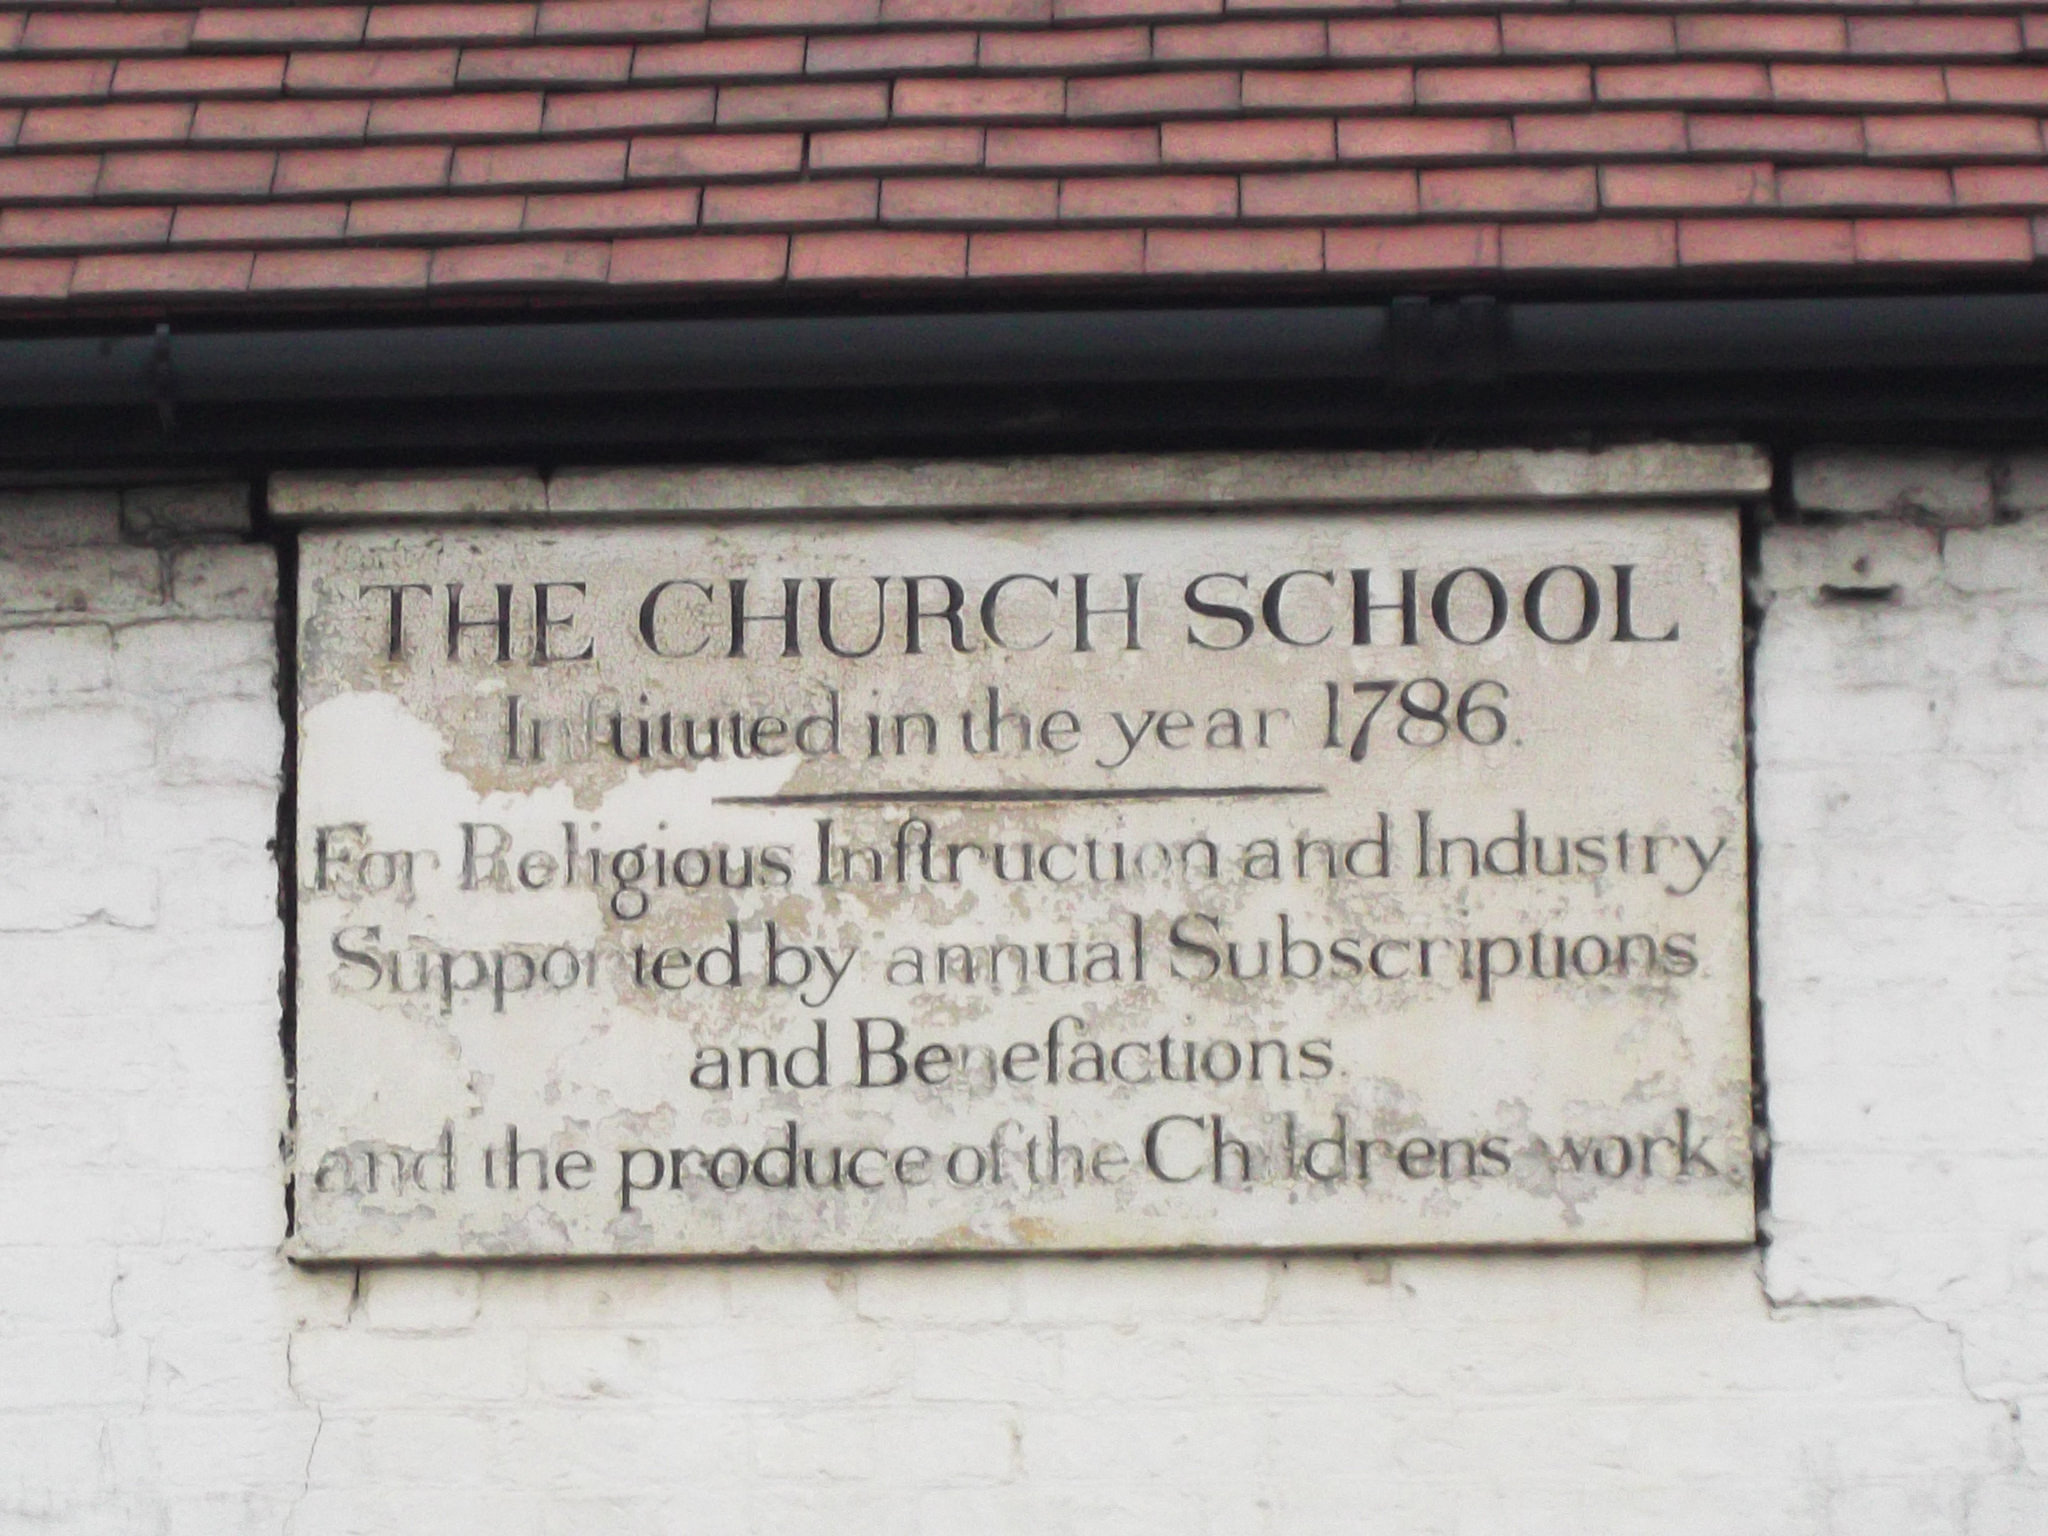 THE CHURCH SCHOOL
Inſtituted in the year 1786.
For Religious Inſtruction and Industry
Supported by annual Subscriptions
and Benefactions.
and the produce of the Childrens work.